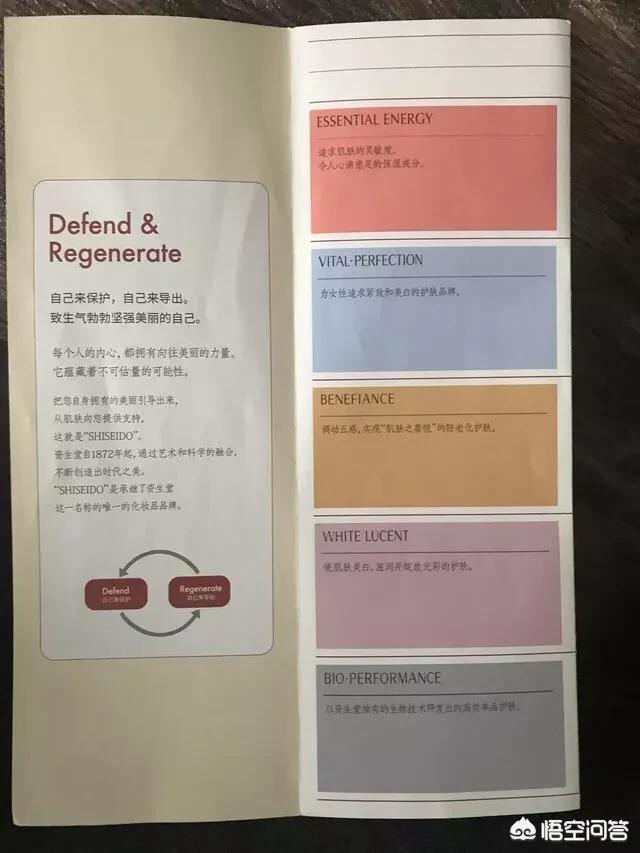 Defend &
Regenerate
自己来保护，自己来导出。
致生气勃勃坚强美丽的自己。
每个人的内心，都拥有向往美丽的力量。
它蕴藏着不可估量的可能性。
把您自身拥有的美丽引导出来，
从肌肤向您提供支持，
这就是“SHISEIDO”。
资生堂自1872年起，通过艺术和科学的融合，
不断创造出时代之美。
“SHISEIDO”是承继了资生堂
这一名称的唯一的化妆品品牌。
Defend
自己来保护
Regenerate
自己来导出
ESSENTIAL ENERGY
追求肌肤的灵敏度。
令人心满意足的保湿成分。
VITAL-PERFECTION
为女性追求紧致和美白的护肤品牌。
BENEFIANCE
调动五感，实现“肌肤之喜悦”的防老化护肤。
WHITE LUCENT
使肌肤美白、滋润并绽放光彩的护肤。
BIO-PERFORMANCE
以资生堂独有的生物技术研发出的高效单品护肤。
悟空问答